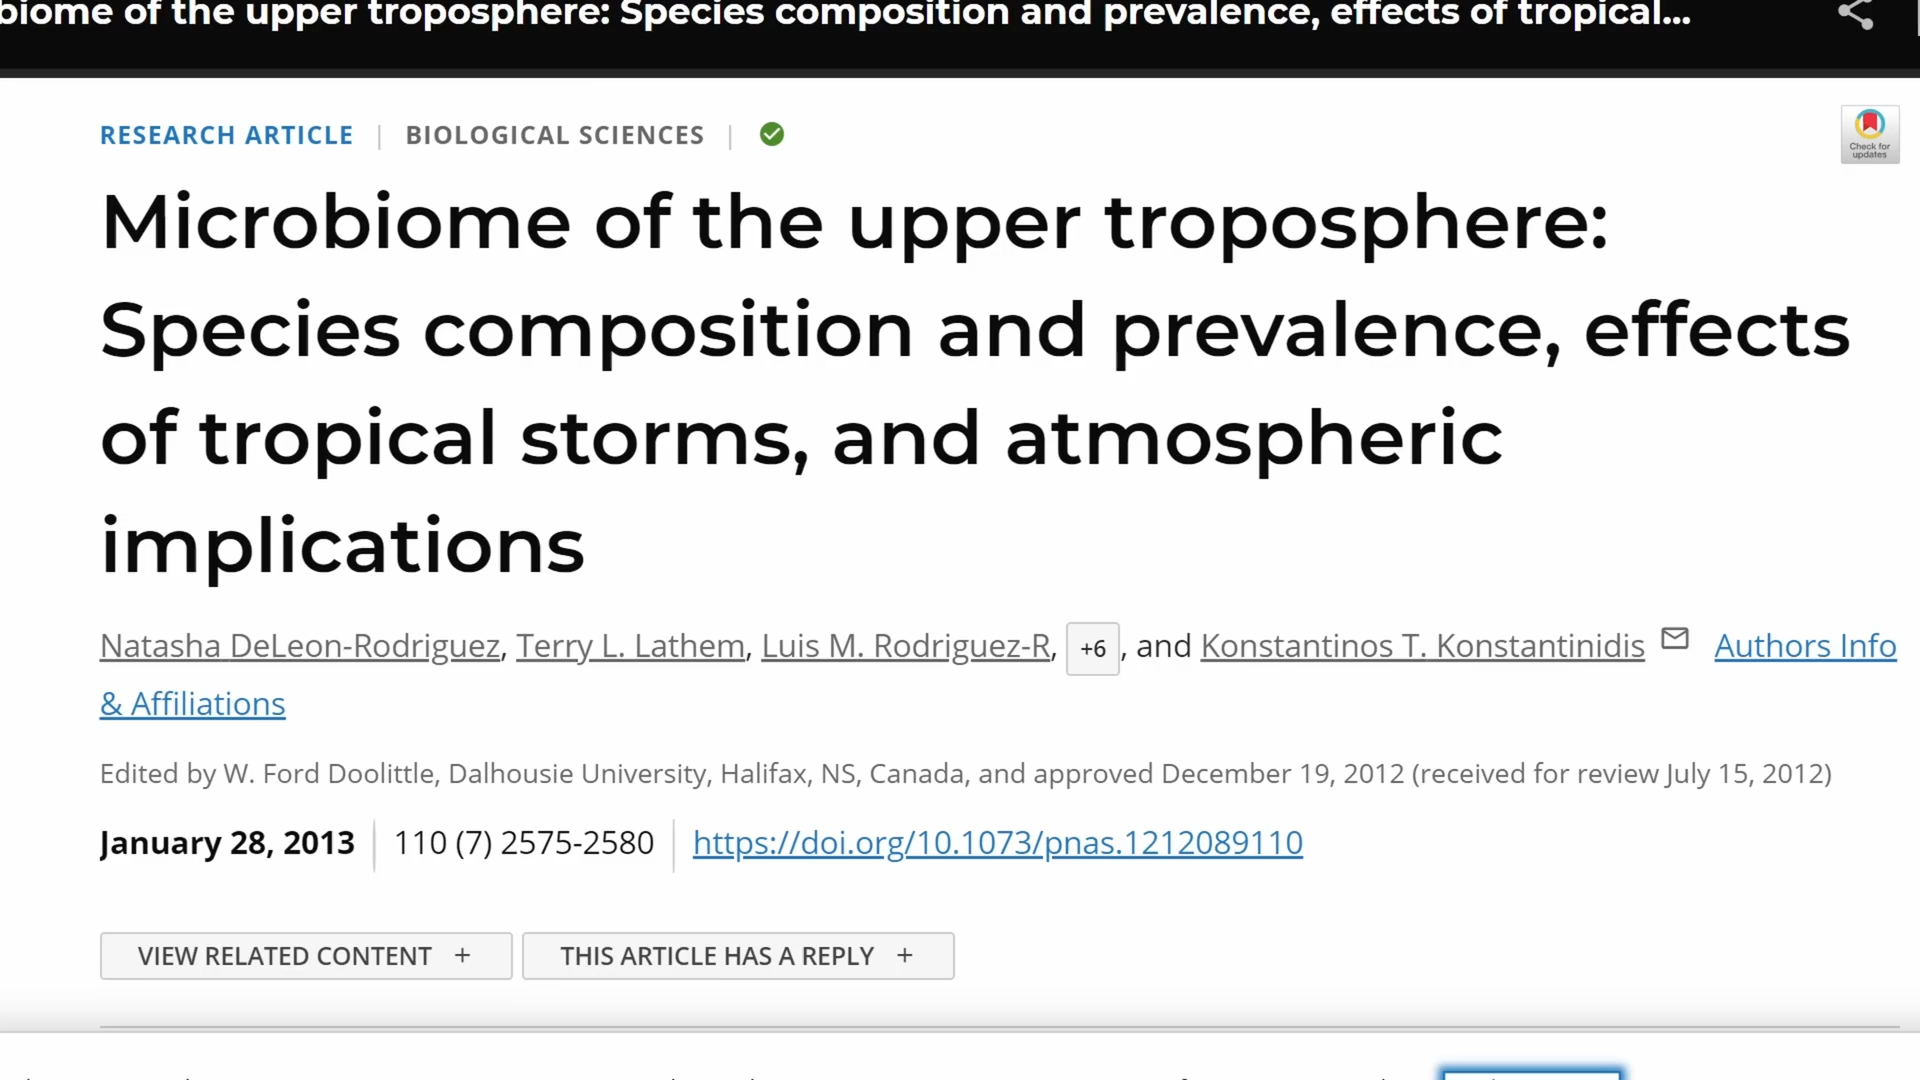 biome of the upper troposphere: Species composition and prevalence, effects of tropical...
RESEARCH ARTICLE | BIOLOGICAL SCIENCES |
Check for
updates
Microbiome of the upper troposphere:
Species composition and prevalence, effects
of tropical storms, and atmospheric
implications
Natasha DeLeon-Rodriguez, Terry L. Lathem, Luis M. Rodriguez-R, +6, and Konstantinos T. Konstantinidis Authors Info
& Affiliations
Edited by W. Ford Doolittle, Dalhousie University, Halifax, NS, Canada, and approved December 19, 2012 (received for review July 15, 2012)
January 28, 2013 | 110 (7) 2575-2580 | https://doi.org/10.1073/pnas.1212089110
VIEW RELATED CONTENT + THIS ARTICLE HAS A REPLY +